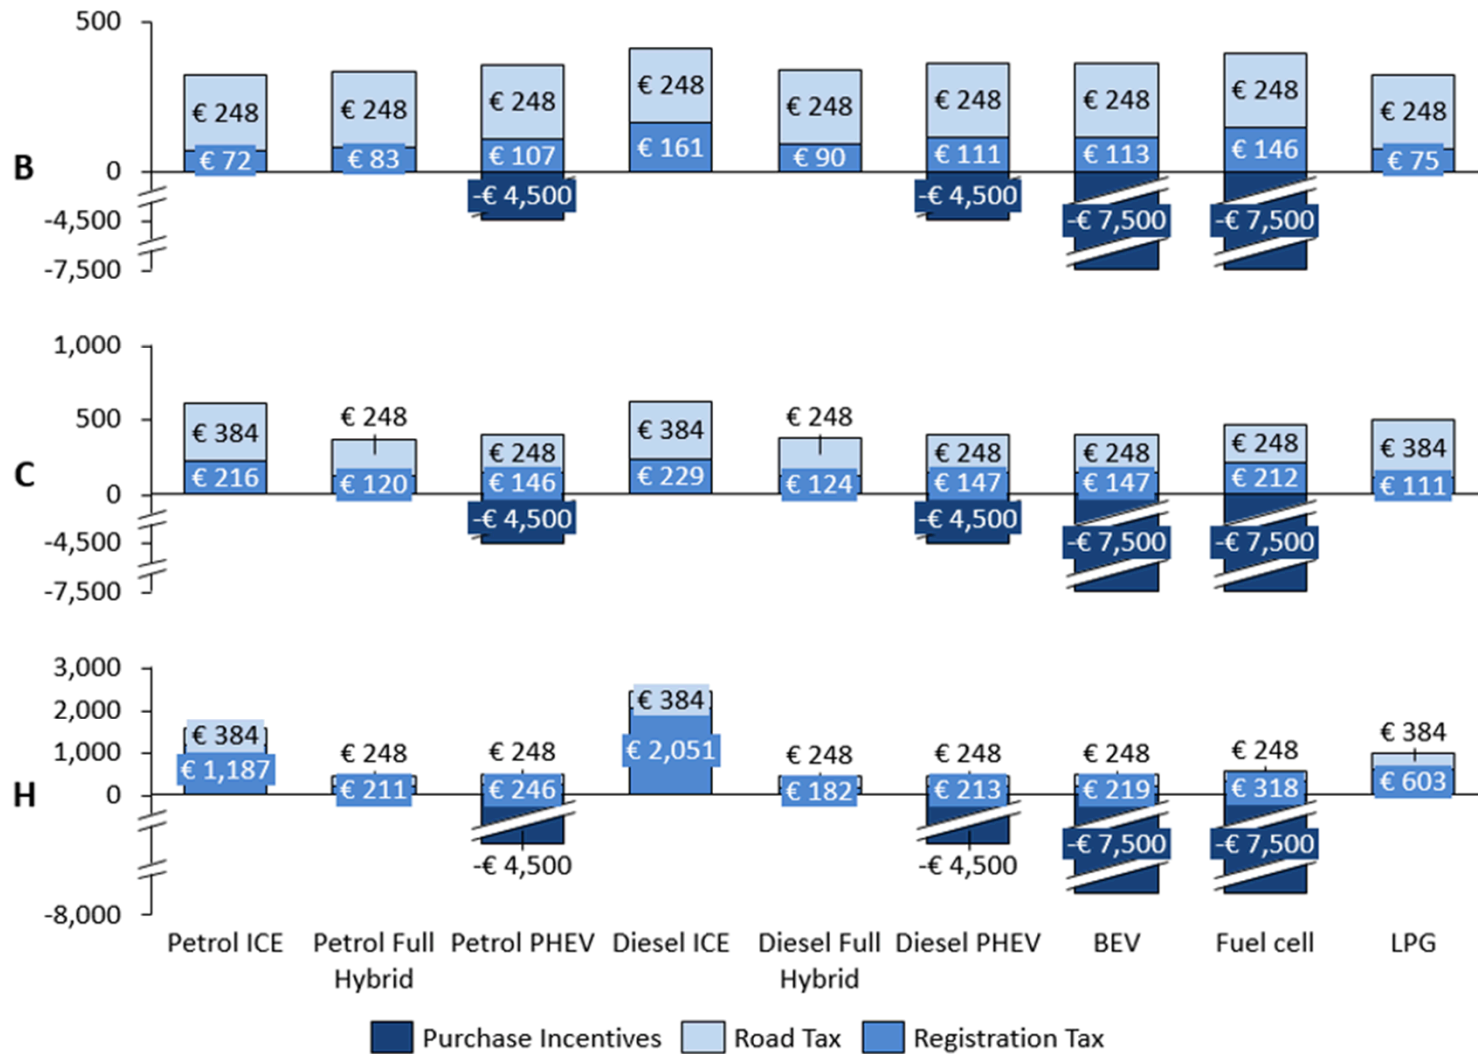 500
€ 248 € 248 € 248 € 248 € 248 € 248 € 248 € 248 € 248
€ 72 € 83 € 107 € 161 € 90 € 111 € 113 € 146 € 75
B
0
-€ 4,500 -€ 4,500 -€ 7,500 -€ 7,500
-4,500
-7,500
1,000
500
€ 384 € 248 € 248 € 384 € 248 € 248 € 248 € 248 € 384
€ 216 € 120 € 146 € 229 € 124 € 147 € 147 € 212 € 111
C
0
-€ 4,500 -€ 4,500 -€ 7,500 -€ 7,500
-4,500
-7,500
3,000
2,000
1,000
€ 384 € 248 € 248 € 384 € 248 € 248 € 248 € 248 € 384
€ 1,187 € 211 € 246 € 2,051 € 182 € 213 € 219 € 318 € 603
H
0
-€ 4,500 -€ 4,500 -€ 7,500 -€ 7,500
-8,000
Petrol ICE Petrol Full Petrol PHEV Diesel ICE Diesel Full Diesel PHEV BEV Fuel cell LPG
Hybrid Hybrid
Purchase Incentives Road Tax Registration Tax